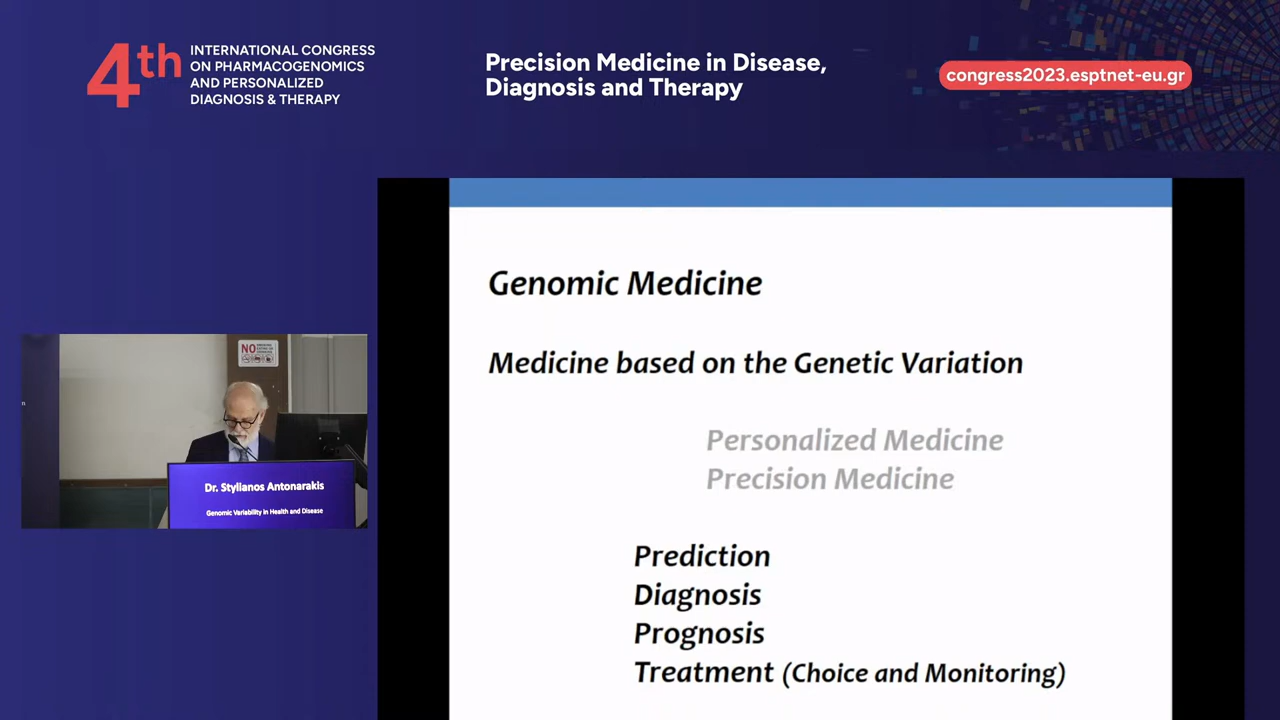 4th
INTERNATIONAL CONGRESS
ON PHARMACOGENOMICS
AND PERSONALIZED
DIAGNOSIS & THERAPY
Precision Medicine in Disease,
Diagnosis and Therapy
congress2023.esptnet-eu.gr
Genomic Medicine
Medicine based on the Genetic Variation
Personalized Medicine
Precision Medicine
Prediction
Diagnosis
Prognosis
Treatment (Choice and Monitoring)
NO
Dr. Stylianos Antonarakis
Genomic Variability in Health and Disease